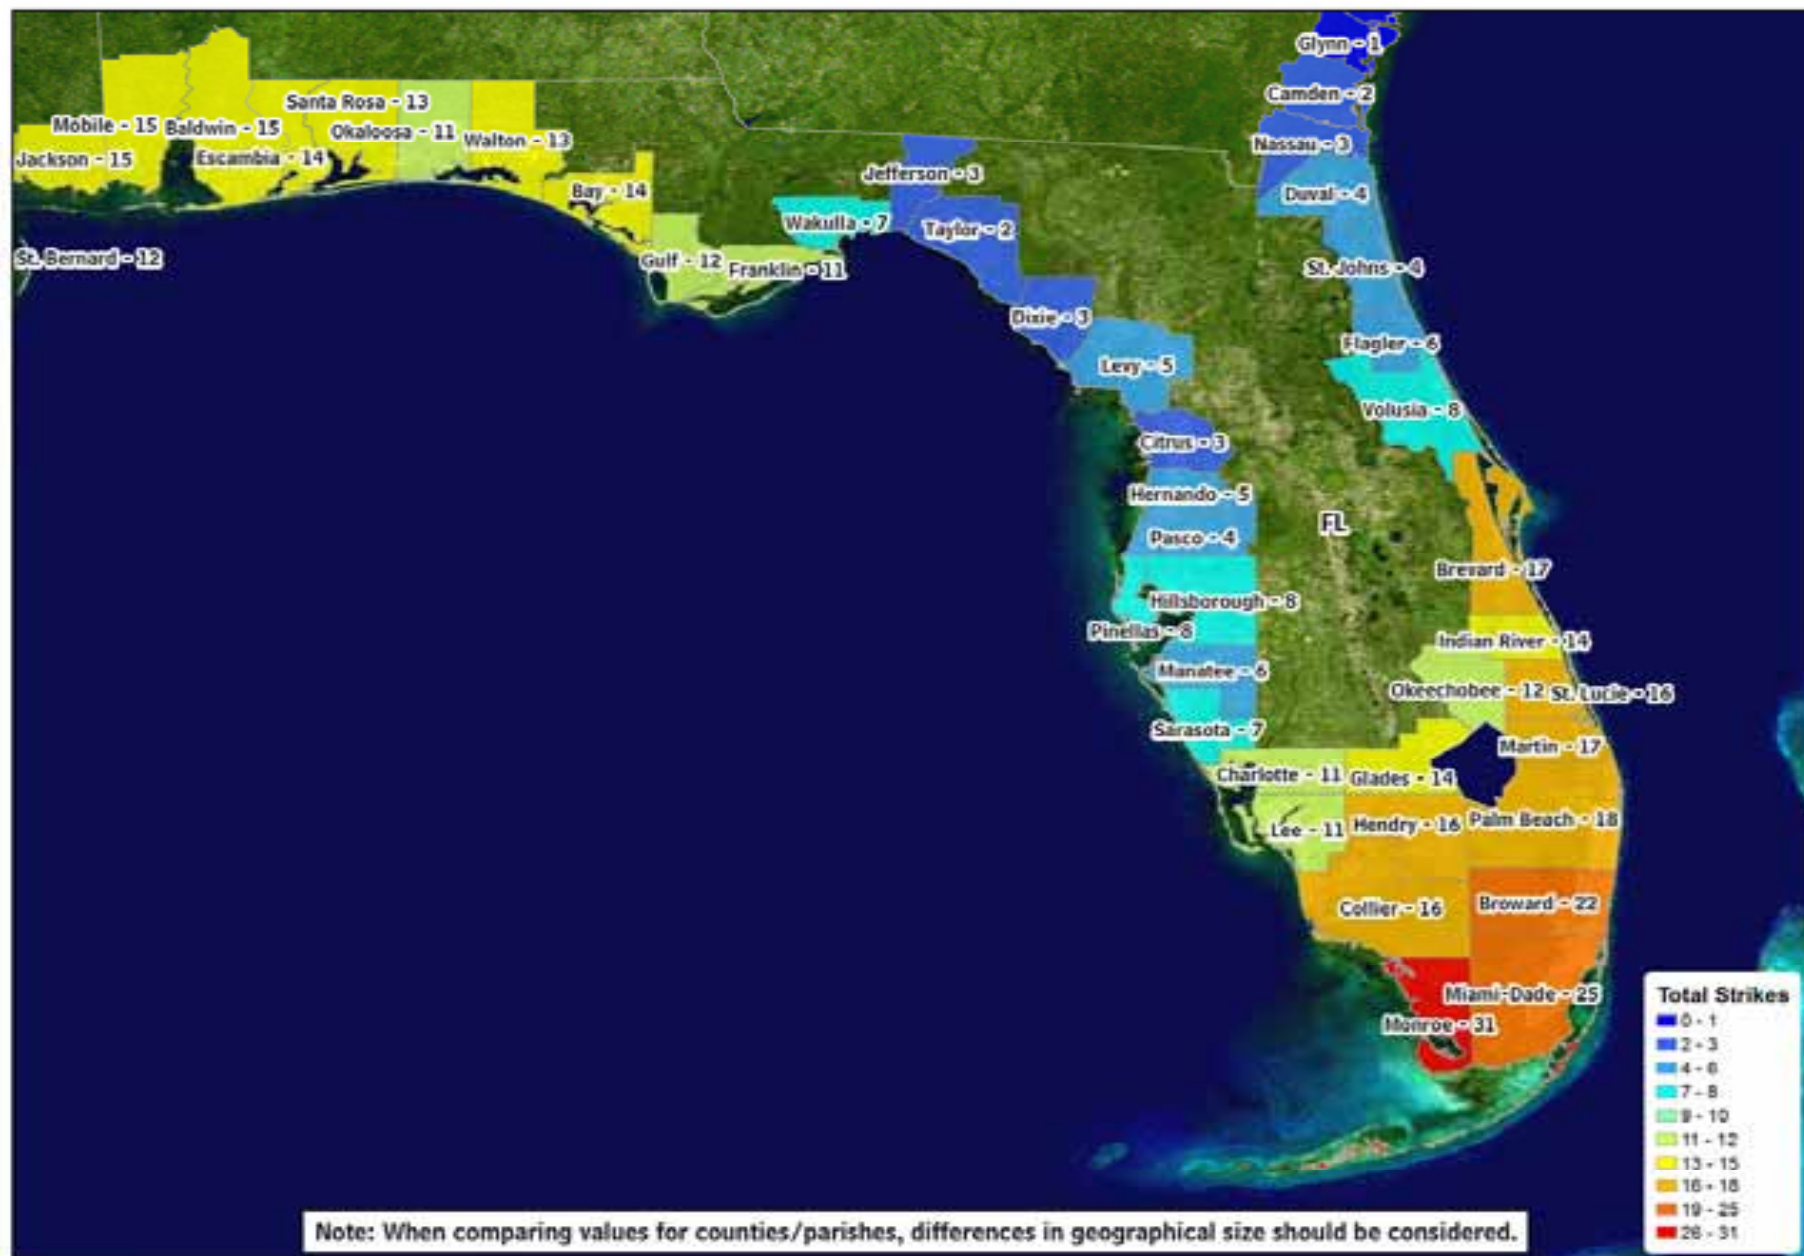 Glynn - 1
Camden - 2
Santa Rosa - 13
Mobile - 15
Baldwin - 15
Okaloosa - 11
Walton - 13
Nassau - 3
Jackson - 15
Escambia - 14
Jefferson - 3
Bay - 14
Duval - 4
Wakulla - 7
Taylor - 2
St. Bernard - 12
Gulf - 12
Franklin - 11
St. Johns - 4
Dixie - 3
Flagler - 6
Levy - 5
Volusia - 8
Citrus - 3
Hernando - 5
FL
Pasco - 4
Brevard - 17
Hillsborough - 8
Pinellas - 8
Indian River - 14
Manatee - 6
Okeechobee - 12
St. Lucie - 16
Sarasota - 7
Martin - 17
Charlotte - 11
Glades - 14
Lee - 11
Hendry - 16
Palm Beach - 18
Collier - 16
Broward - 22
Miami-Dade - 25
Monroe - 31
Total Strikes
0 - 1
2 - 3
4 - 6
7 - 8
9 - 10
11 - 12
13 - 15
16 - 18
19 - 25
26 - 31
Note: When comparing values for counties/parishes, differences in geographical size should be considered.